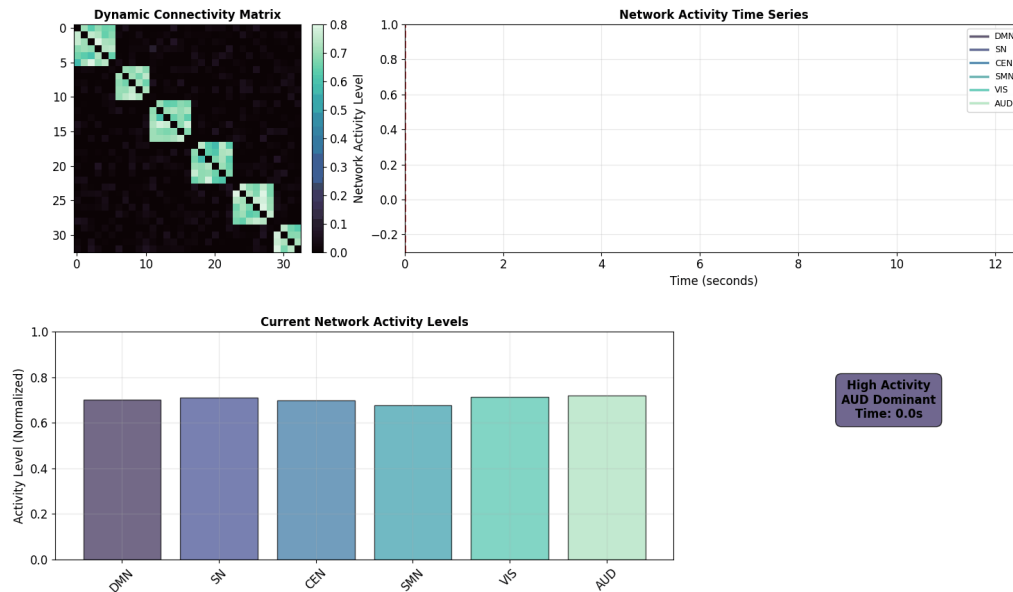 Dynamic Connectivity Matrix
0
5
10
15
20
25
30
0 10 20 30
0.8
0.7
0.6
0.5
0.4
0.3
0.2
0.1
0.0
Network Activity Time Series
Network Activity Level
1.0
0.8
0.6
0.4
0.2
0.0
−0.2
0 2 4 6 8 10 12
Time (seconds)
DMN
SN
CEN
SMN
VIS
AUD
Current Network Activity Levels
Activity Level (Normalized)
1.0
0.8
0.6
0.4
0.2
0.0
DMN SN CEN SMN VIS AUD
High Activity
AUD Dominant
Time: 0.0s